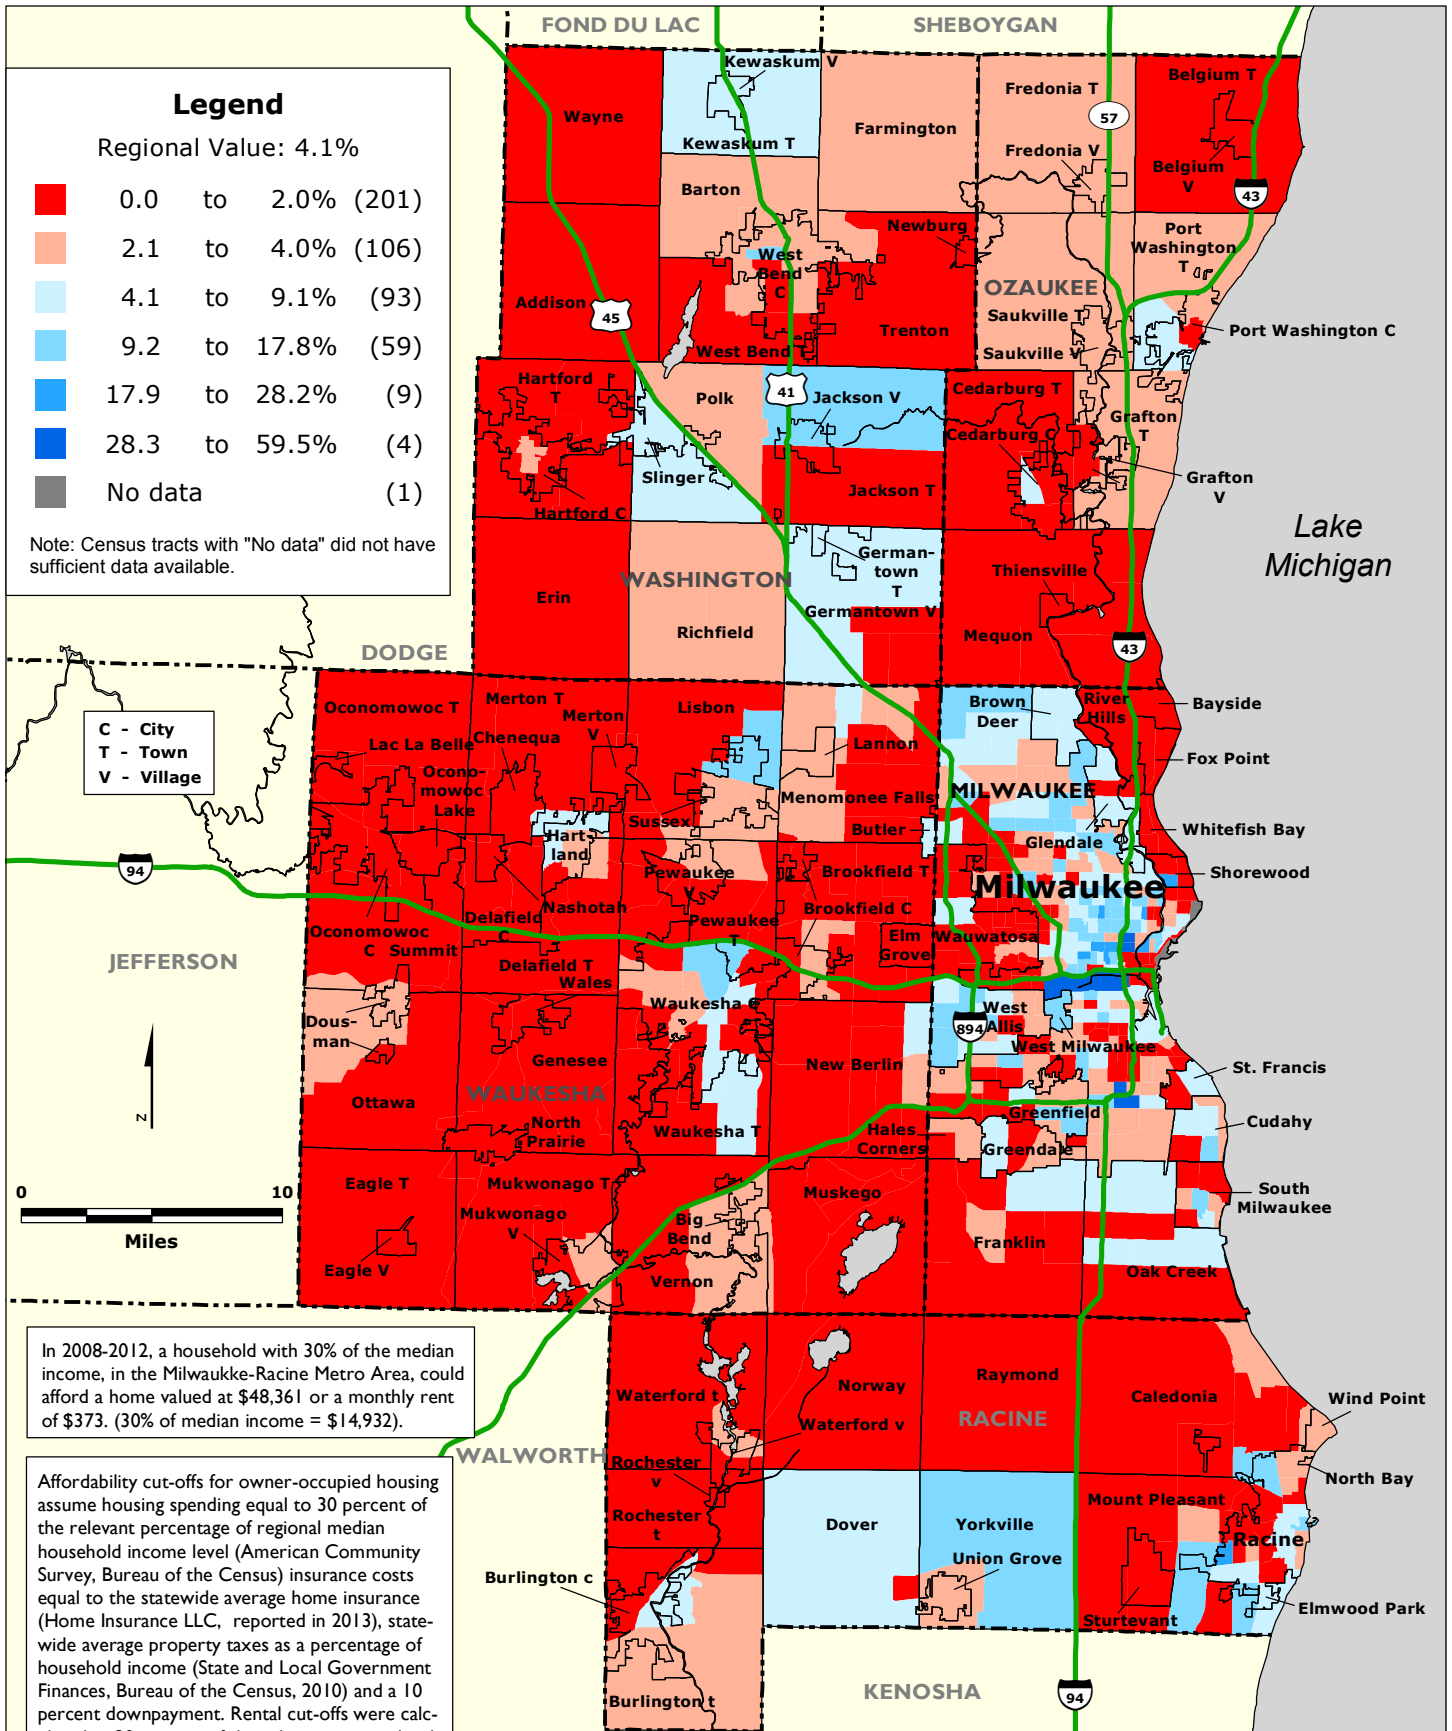 FOND DU LAC
SHEBOYGAN
Legend
Regional Value: 4.1%
0.0 to 2.0% (201)
2.1 to 4.0% (106)
4.1 to 9.1% (93)
9.2 to 17.8% (59)
17.9 to 28.2% (9)
28.3 to 59.5% (4)
No data (1)
Note: Census tracts with "No data" did not have
sufficient data available.
Kewaskum V
Wayne
Kewaskum T
Farmington
Fredonia T
57
Fredonia V
Belgium T
Belgium
V
43
Barton
Newburg
Port
Washington
T
West
Bend
C
OZAUKEE
Addison
45
Trenton
Saukville T
Port Washington C
West Bend T
Saukville V
Hartford
T
Polk
41
Jackson V
Cedarburg T
Grafton
T
Cedarburg C
Slinger
Jackson T
Grafton
V
Hartford C
Lake
Michigan
German-
town
T
Thiensville
WASHINGTON
Erin
Germantown V
Richfield
Mequon
43
DODGE
C - City
T - Town
V - Village
Oconomowoc T
Merton T
Merton
V
Lisbon
Brown
Deer
River
Hills
Bayside
Lac La Belle
Chenequa
Lannon
Fox Point
Ocono-
mowoc
Lake
MILWAUKEE
Menomonee Falls
Sussex
Butler
Whitefish Bay
Hart-
land
Glendale
94
Pewaukee
V
Brookfield T
Shorewood
Milwaukee
Nashotah
Brookfield C
Delafield
C
Pewaukee
T
Oconomowoc
C
Summit
Elm
Grove
Wauwatosa
JEFFERSON
Delafield T
Wales
Waukesha C
West
Allis
894
Dous-
man
West Milwaukee
Genesee
New Berlin
St. Francis
WAUKESHA
Ottawa
Greenfield
Cudahy
N
North
Prairie
Waukesha T
Hales
Corners
Greendale
0 10
Miles
Eagle T
Mukwonago T
Muskego
South
Milwaukee
Mukwonago
V
Big
Bend
Franklin
Eagle V
Vernon
Oak Creek
In 2008-2012, a household with 30% of the median
income, in the Milwaukke-Racine Metro Area, could
afford a home valued at $48,361 or a monthly rent
of $373. (30% of median income = $14,932).
Waterford t
Norway
Raymond
Caledonia
Wind Point
Waterford v
RACINE
WALWORTH
Rochester
v
North Bay
Mount Pleasant
Rochester
t
Dover
Yorkville
Racine
Union Grove
Burlington c
Sturtevant
Elmwood Park
Burlington t
KENOSHA
94
Affordability cut-offs for owner-occupied housing
assume housing spending equal to 30 percent of
the relevant percentage of regional median
household income level (American Community
Survey, Bureau of the Census) insurance costs
equal to the statewide average home insurance
(Home Insurance LLC, reported in 2013), state-
wide average property taxes as a percentage of
household income (State and Local Government
Finances, Bureau of the Census, 2010) and a 10
percent downpayment. Rental cut-offs were calc-